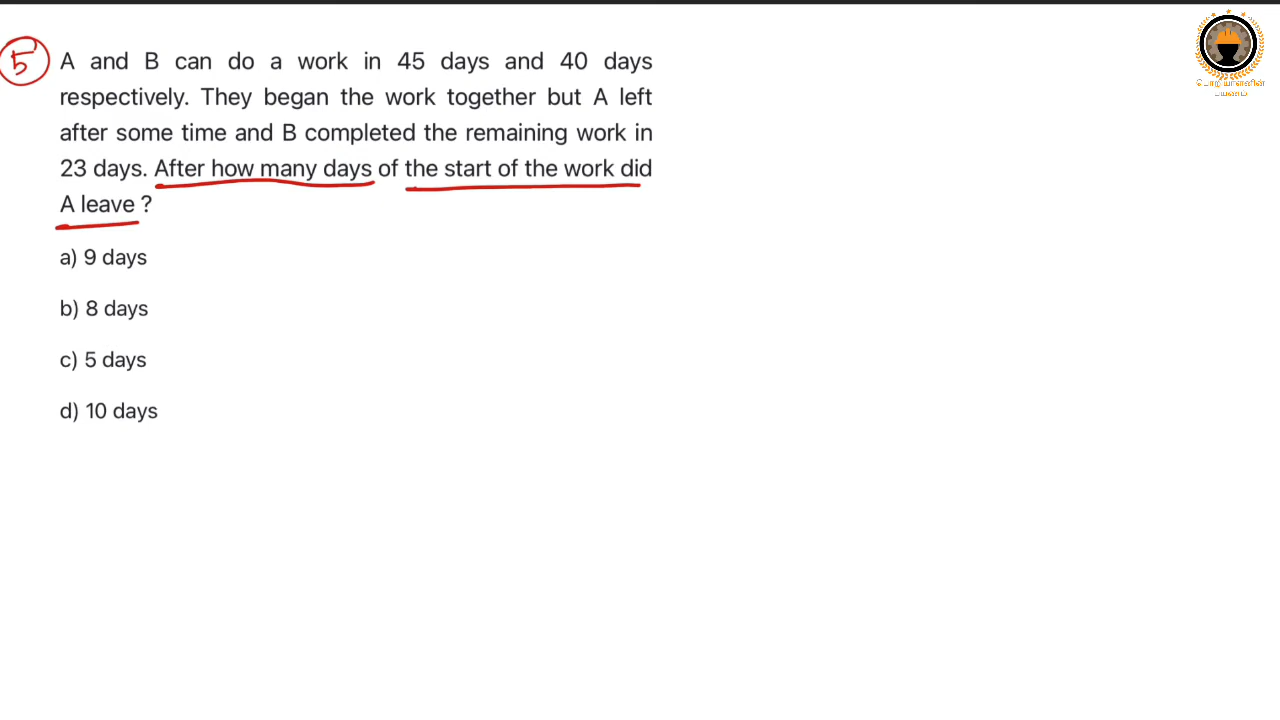 5
A and B can do a work in 45 days and 40 days
respectively. They began the work together but A left
after some time and B completed the remaining work in
23 days. After how many days of the start of the work did
A leave ?
a) 9 days
b) 8 days
c) 5 days
d) 10 days
பொறியாளனின்
பயணம்